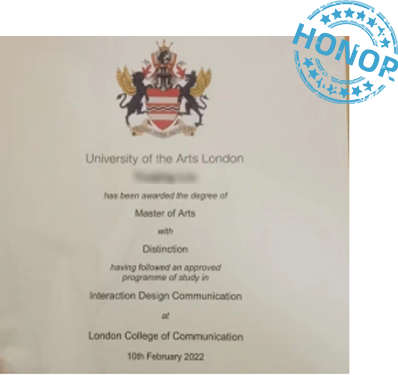 HONOR
University of the Arts London
has been awarded the degree of
Master of Arts
with
Distinction
having followed an approved
programme of study in
Interaction Design Communication
at
London College of Communication
10th February 2022